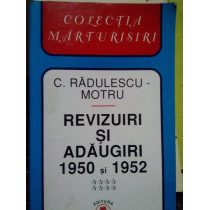 COLECȚIA
MĂRTURISIRI
C. RĂDULESCU -
MOTRU
REVIZUIRI
ȘI
ADĂUGIRI
1950 și 1952
EDITURA